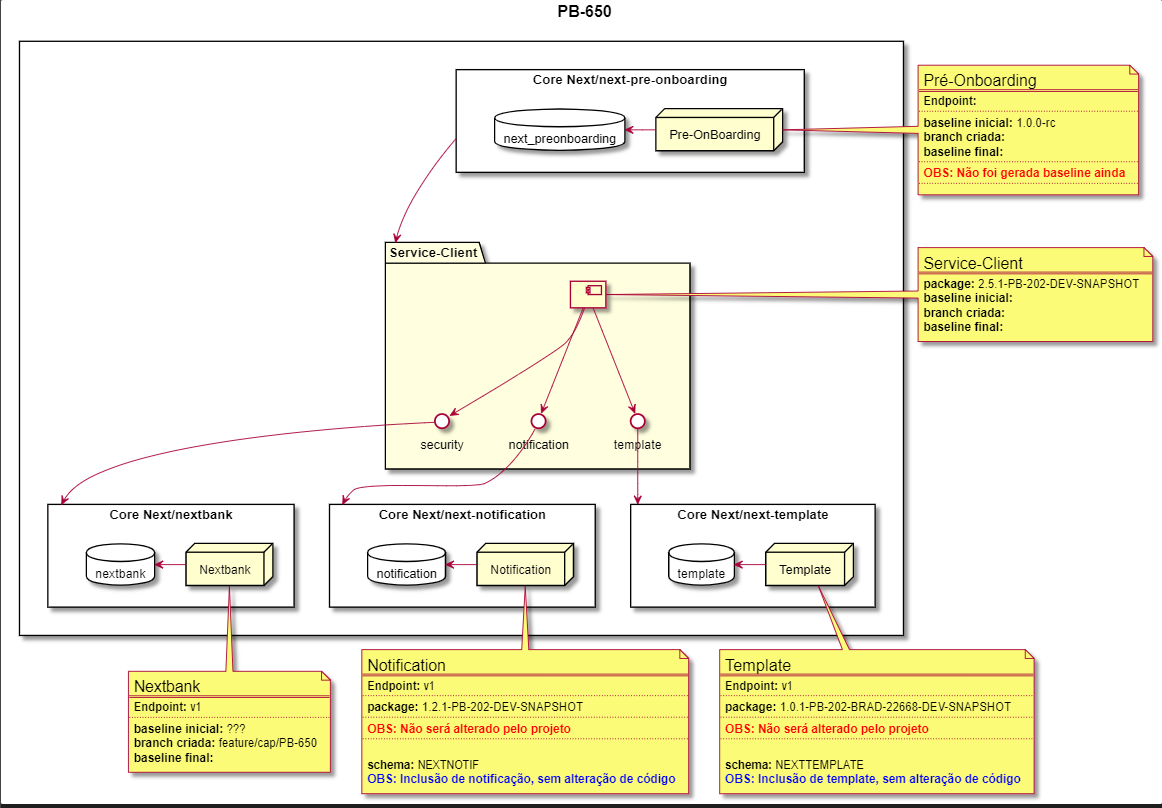 PB-650
Core Next/next-pre-onboarding
next_preonboarding
Pre-OnBoarding
Pré-Onboarding
Endpoint:
baseline inicial: 1.0.0-rc
branch criada:
baseline final:
OBS: Não foi gerada baseline ainda
Service-Client
Service-Client
package: 2.5.1-PB-202-DEV-SNAPSHOT
baseline inicial:
branch criada:
baseline final:
security
notification
template
Core Next/nextbank
nextbank
Nextbank
Core Next/next-notification
notification
Notification
Core Next/next-template
template
Template
Nextbank
Endpoint: v1
baseline inicial: ???
branch criada: feature/cap/PB-650
baseline final:
Notification
Endpoint: v1
package: 1.2.1-PB-202-DEV-SNAPSHOT
OBS: Não será alterado pelo projeto
schema: NEXTNOTIF
OBS: Inclusão de notificação, sem alteração de código
Template
Endpoint: v1
package: 1.0.1-PB-202-BRAD-22668-DEV-SNAPSHOT
OBS: Não será alterado pelo projeto
schema: NEXTTEMPLATE
OBS: Inclusão de template, sem alteração de código